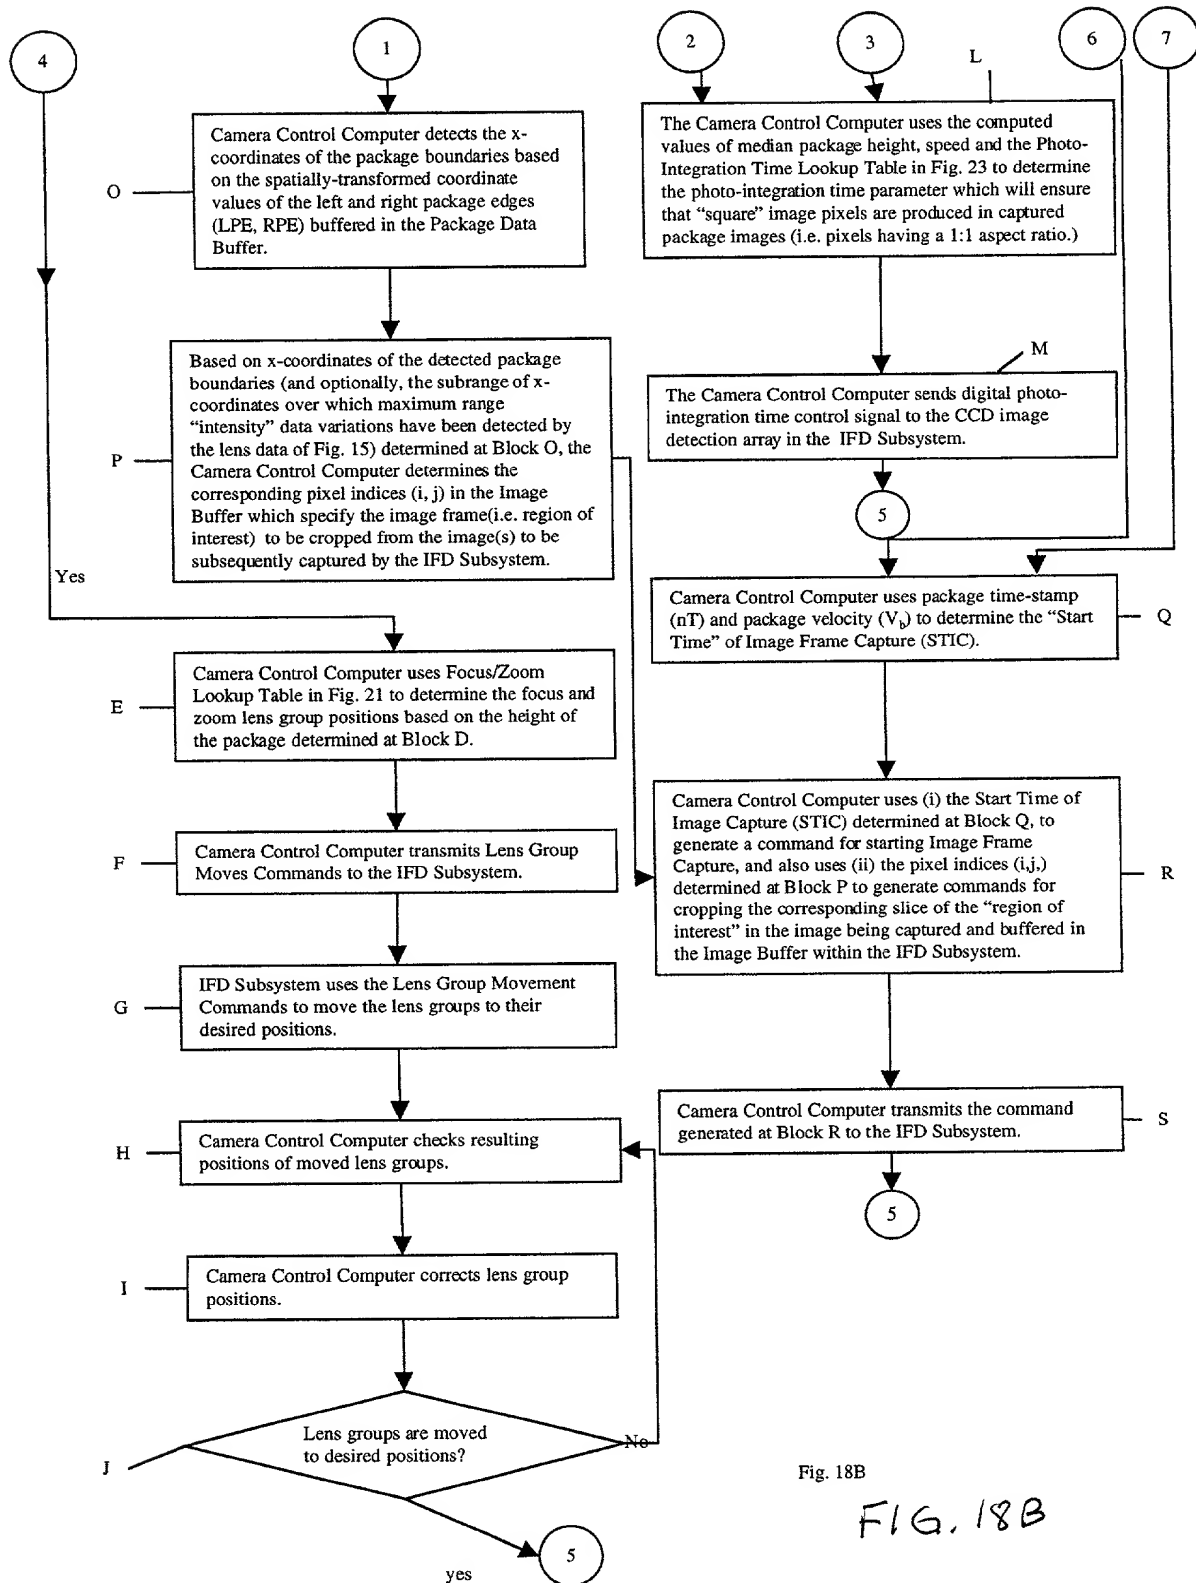 4
1
2
3
6
7
L
O
Camera Control Computer detects the x-
coordinates of the package boundaries based
on the spatially-transformed coordinate
values of the left and right package edges
(LPE, RPE) buffered in the Package Data
Buffer.
The Camera Control Computer uses the computed
values of median package height, speed and the Photo-
Integration Time Lookup Table in Fig. 23 to determine
the photo-integration time parameter which will ensure
that “square” image pixels are produced in captured
package images (i.e. pixels having a 1:1 aspect ratio.)
P
Based on x-coordinates of the detected package
boundaries (and optionally, the subrange of x-
coordinates over which maximum range
“intensity” data variations have been detected by
the lens data of Fig. 15) determined at Block O, the
Camera Control Computer determines the
corresponding pixel indices (i, j) in the Image
Buffer which specify the image frame(i.e. region of
interest) to be cropped from the image(s) to be
subsequently captured by the IFD Subsystem.
M
The Camera Control Computer sends digital photo-
integration time control signal to the CCD image
detection array in the IFD Subsystem.
5
Yes
Camera Control Computer uses package time-stamp
(nT) and package velocity (Vb) to determine the “Start
Time” of Image Frame Capture (STIC).
Q
E
Camera Control Computer uses Focus/Zoom
Lookup Table in Fig. 21 to determine the focus and
zoom lens group positions based on the height of
the package determined at Block D.
Camera Control Computer uses (i) the Start Time of
Image Capture (STIC) determined at Block Q, to
generate a command for starting Image Frame
Capture, and also uses (ii) the pixel indices (i,j,)
determined at Block P to generate commands for
cropping the corresponding slice of the “region of
interest” in the image being captured and buffered in
the Image Buffer within the IFD Subsystem.
R
F
Camera Control Computer transmits Lens Group
Moves Commands to the IFD Subsystem.
G
IFD Subsystem uses the Lens Group Movement
Commands to move the lens groups to their
desired positions.
Camera Control Computer transmits the command
generated at Block R to the IFD Subsystem.
S
5
H
Camera Control Computer checks resulting
positions of moved lens groups.
I
Camera Control Computer corrects lens group
positions.
J
Lens groups are moved
to desired positions?
No
yes
5
Fig. 18B
FIG. 18B